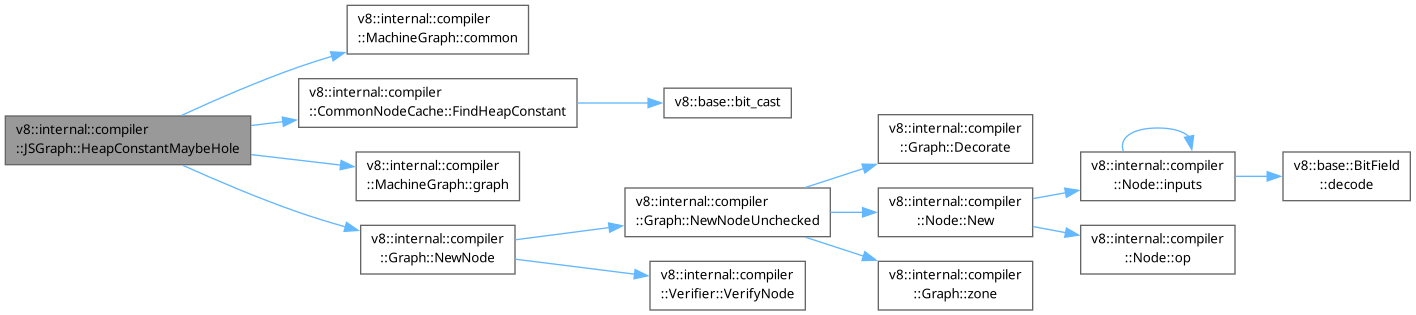 v8::internal::compiler
::JSGraph::HeapConstantMaybeHole
v8::internal::compiler
::MachineGraph::common
v8::internal::compiler
::CommonNodeCache::FindHeapConstant
v8::base::bit_cast
v8::internal::compiler
::MachineGraph::graph
v8::internal::compiler
::Graph::NewNode
v8::internal::compiler
::Graph::NewNodeUnchecked
v8::internal::compiler
::Verifier::VerifyNode
v8::internal::compiler
::Graph::Decorate
v8::internal::compiler
::Node::New
v8::internal::compiler
::Graph::zone
v8::internal::compiler
::Node::inputs
v8::internal::compiler
::Node::op
v8::base::BitField
::decode